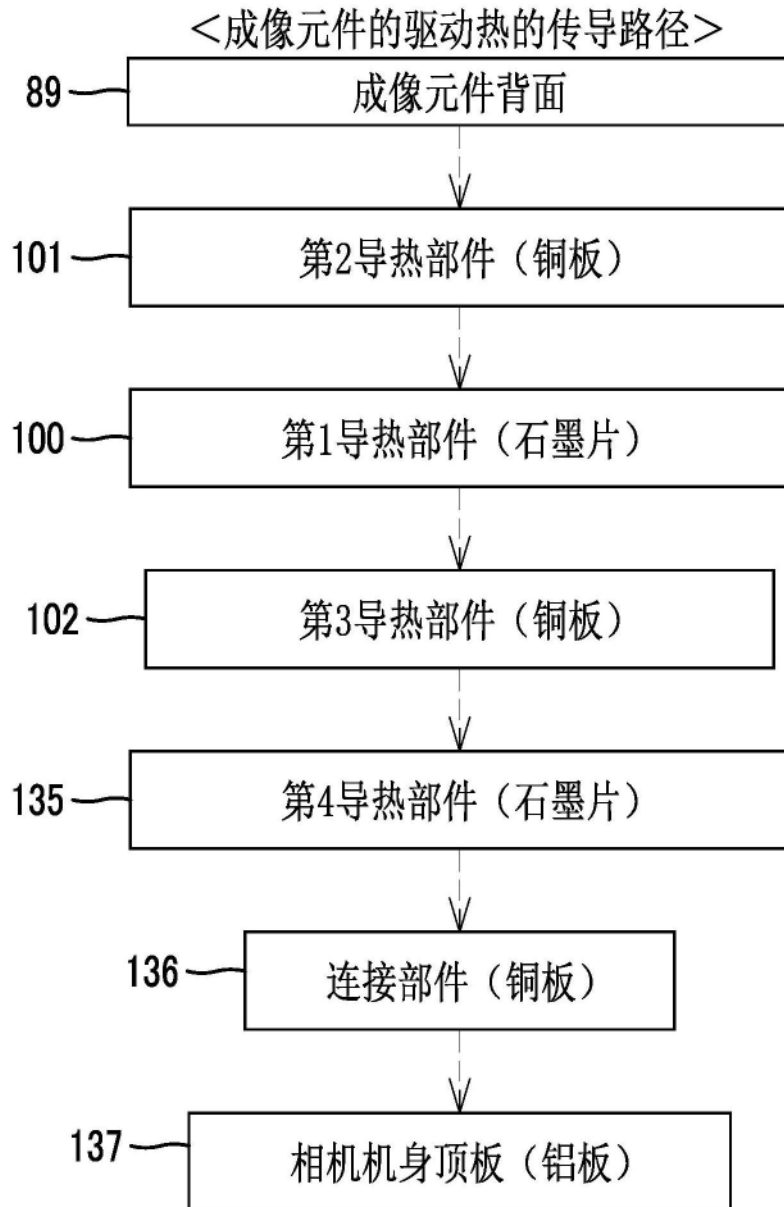 <成像元件的驱动热的传导路径>
89 成像元件背面
101 第2导热部件（铜板）
100 第1导热部件（石墨片）
102 第3导热部件（铜板）
135 第4导热部件（石墨片）
136 连接部件（铜板）
137 相机机身顶板（铝板）